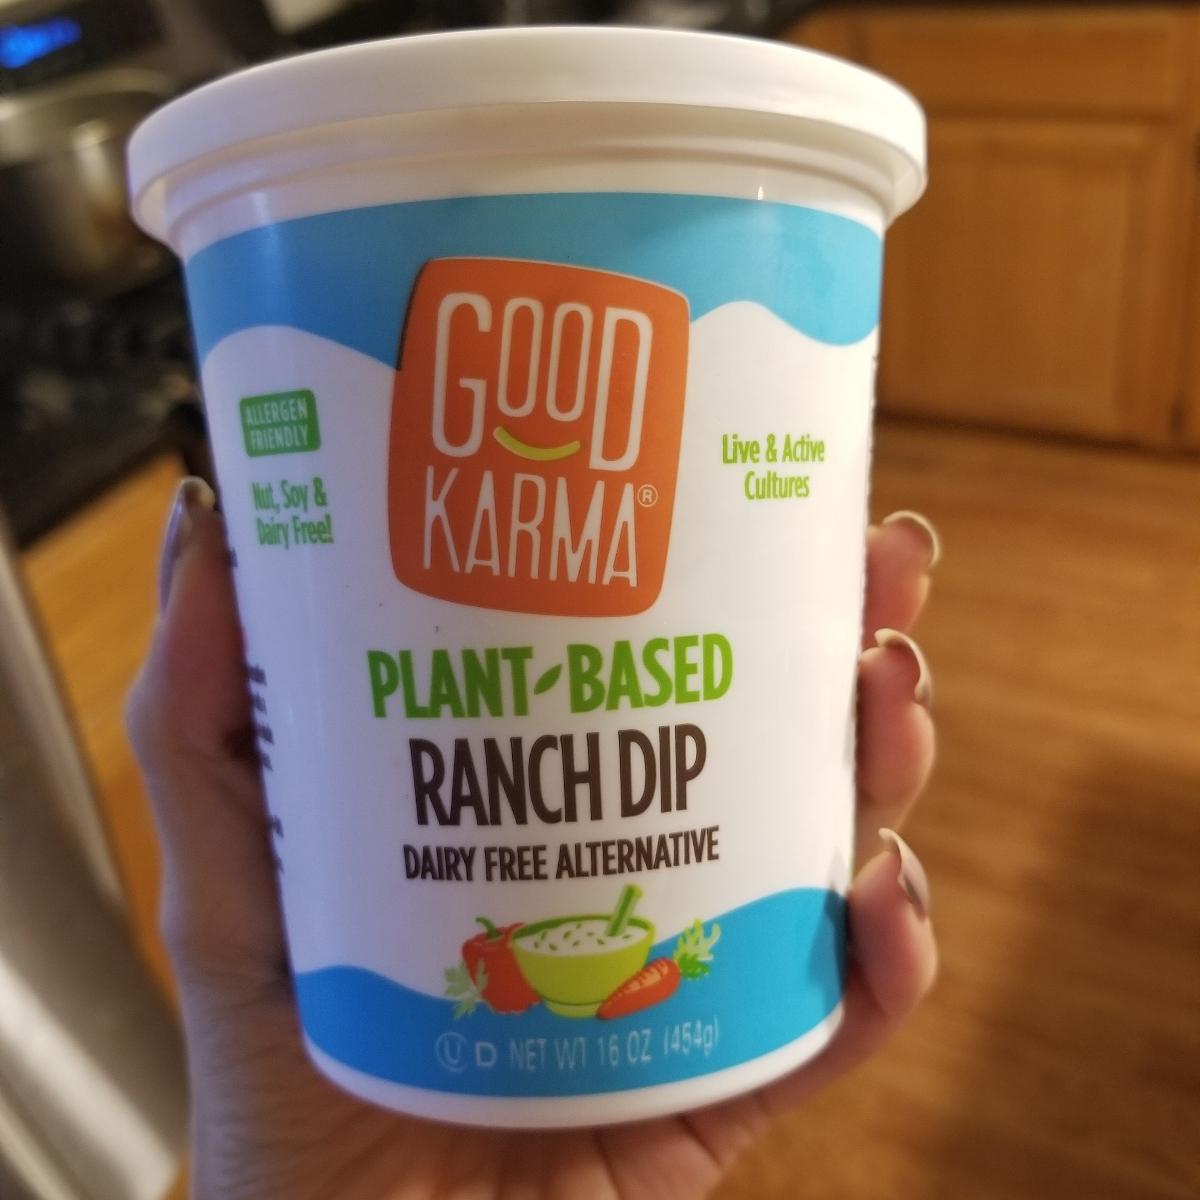 GOOD
KARMA®
ALLERGEN
FRIENDLY
Nut, Soy &
Dairy Free!
Live & Active
Cultures
PLANT-BASED
RANCH DIP
DAIRY FREE ALTERNATIVE
Ⓤ D NET WT 16 OZ (454g)